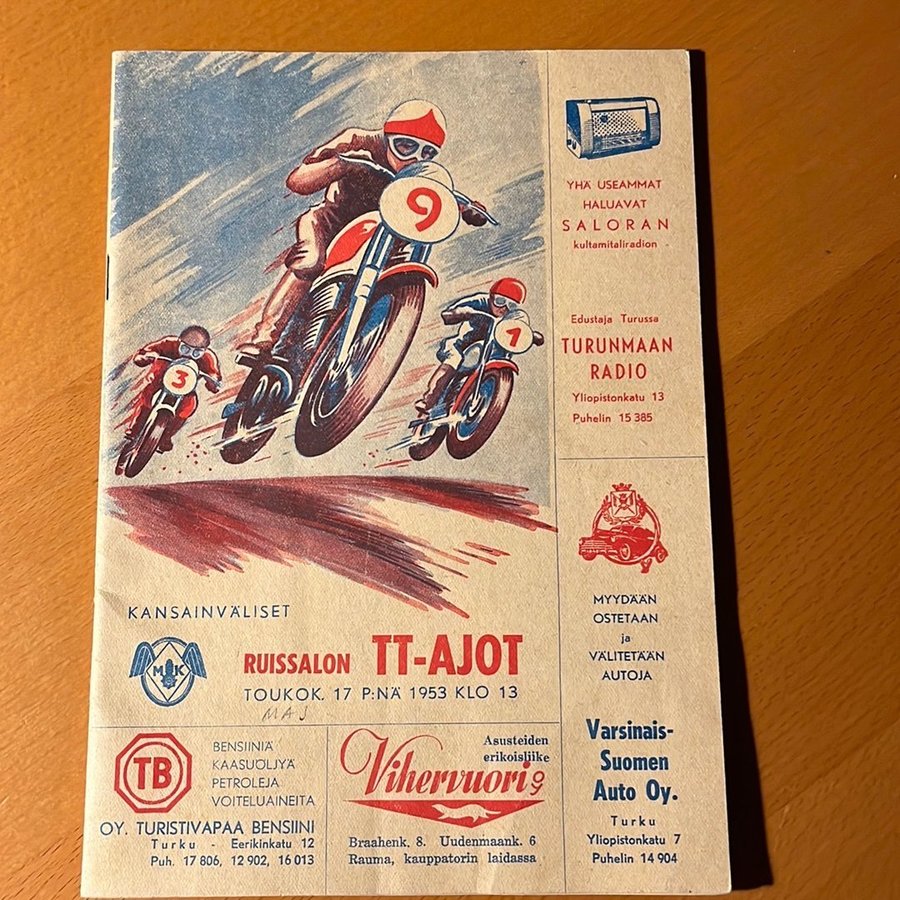 9
1
3
YHÄ USEAMMAT
HALUAVAT
SALORAN
kultamitaliradion
Edustaja Turussa
TURUNMAAN
RADIO
Yliopistonkatu 13
Puhelin 15 385
MYYDÄÄN
OSTETAAN
ja
VÄLITETÄÄN
AUTOJA
Varsinais-
Suomen
Auto Oy.
Turku
Yliopistonkatu 7
Puhelin 14 904
KANSAINVÄLISET
MK
RUISSALON TT-AJOT
TOUKOK. 17 P:NÄ 1953 KLO 13
MAJ
TB
BENSIINIÄ
KAASUÖLJYÄ
PETROLEJA
VOITELUAINEITA
OY. TURISTIVAPAA BENSIINI
Turku - Eerikinkatu 12
Puh. 17 806, 12 902, 16 013
Asusteiden
erikoisliike
Vihervuori OY
Braahenk. 8. Uudenmaank. 6
Rauma, kauppatorin laidassa